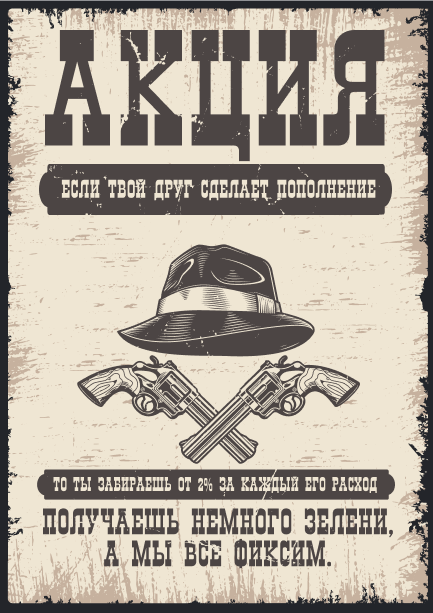 АКЦИЯ
ЕСЛИ ТВОЙ ДРУГ СДЕЛАЕТ ПОПОЛНЕНИЕ
ТО ТЫ ЗАБИРАЕШЬ ОТ 2% ЗА КАЖДЫЙ ЕГО РАСХОД
ПОЛУЧАЕШЬ НЕМНОГО ЗЕЛЕНИ,
А МЫ ВСЁ ФИКСИМ.